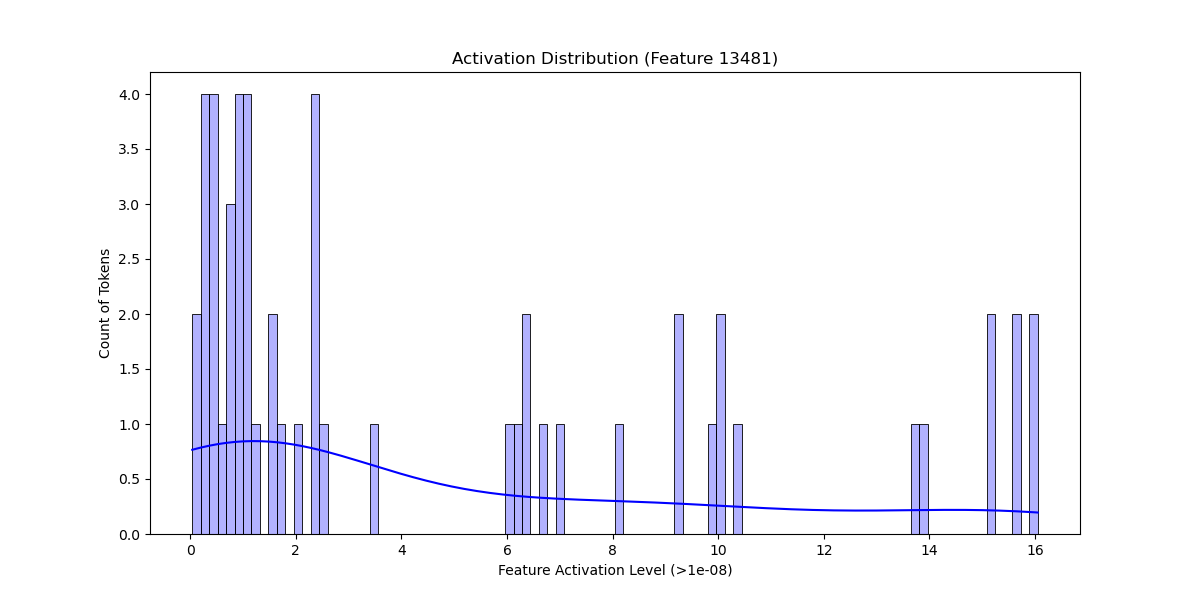 Activation Distribution (Feature 13481)
4.0
3.5
3.0
2.5
2.0
1.5
1.0
0.5
0.0
Count of Tokens
0 2 4 6 8 10 12 14 16
Feature Activation Level (>1e-08)